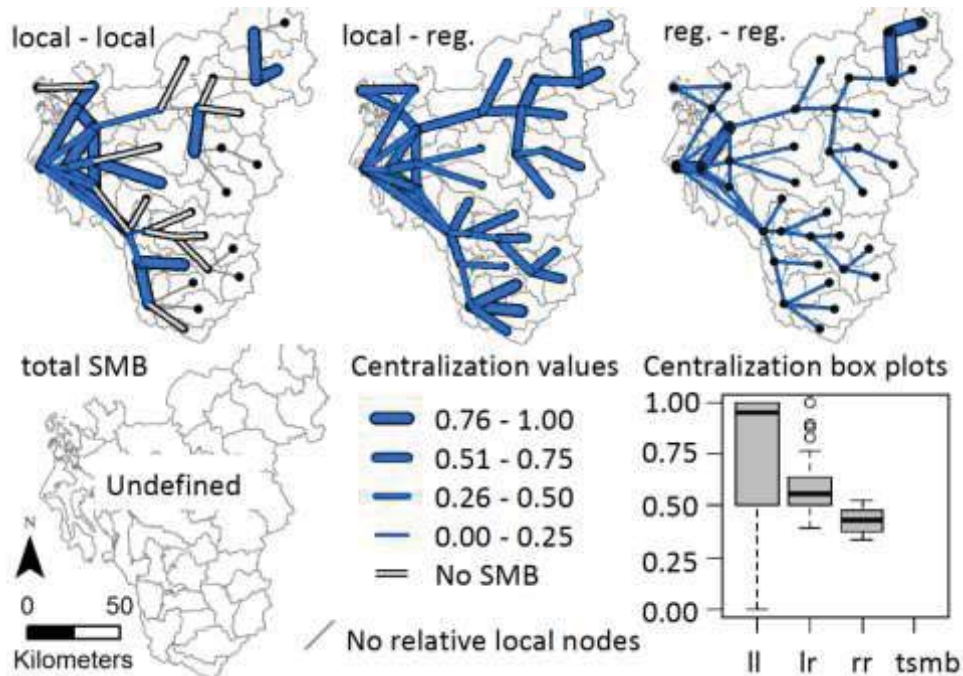 local - local
local - reg.
reg. - reg.
total SMB
Undefined
N
0 50
Kilometers
Centralization values
0.76 - 1.00
0.51 - 0.75
0.26 - 0.50
0.00 - 0.25
No SMB
No relative local nodes
Centralization box plots
1.00
0.75
0.50
0.25
0.00
ll lr rr tsmb